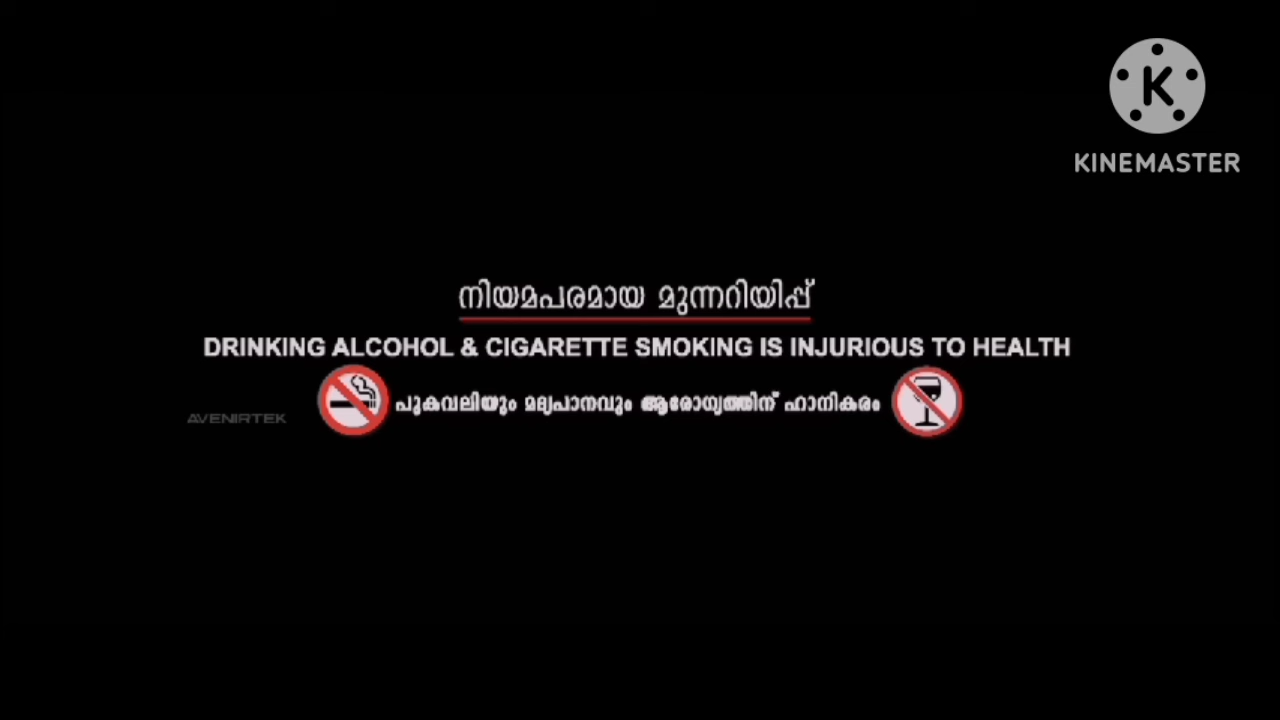 K
KINEMASTER
നിയമപരമായ മുന്നറിയിപ്പ്
DRINKING ALCOHOL & CIGARETTE SMOKING IS INJURIOUS TO HEALTH
പുകവലിയും മദ്യപാനവും ആരോഗ്യത്തിന് ഹാനികരം
AVENIRTEK